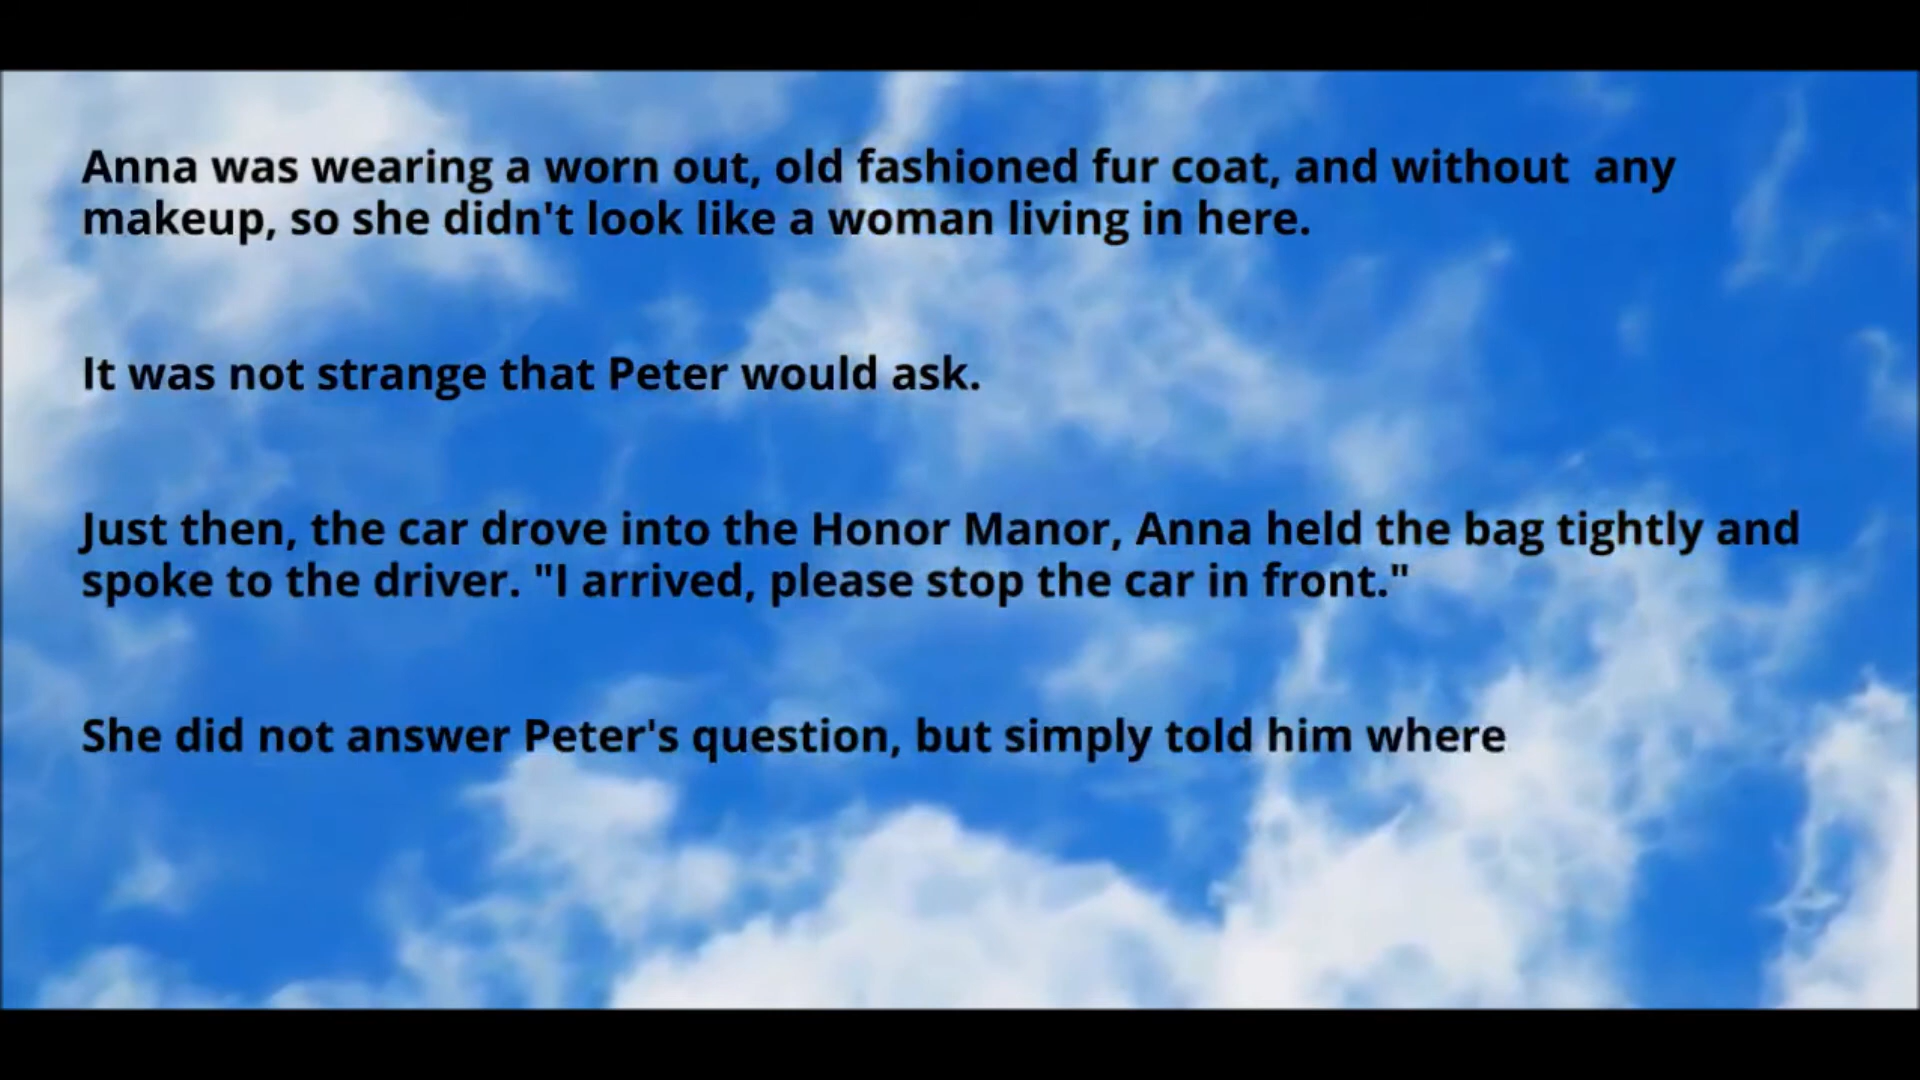 Anna was wearing a worn out, old fashioned fur coat, and without  any
makeup, so she didn't look like a woman living in here.
It was not strange that Peter would ask.
Just then, the car drove into the Honor Manor, Anna held the bag tightly and
spoke to the driver. "I arrived, please stop the car in front."
She did not answer Peter's question, but simply told him where